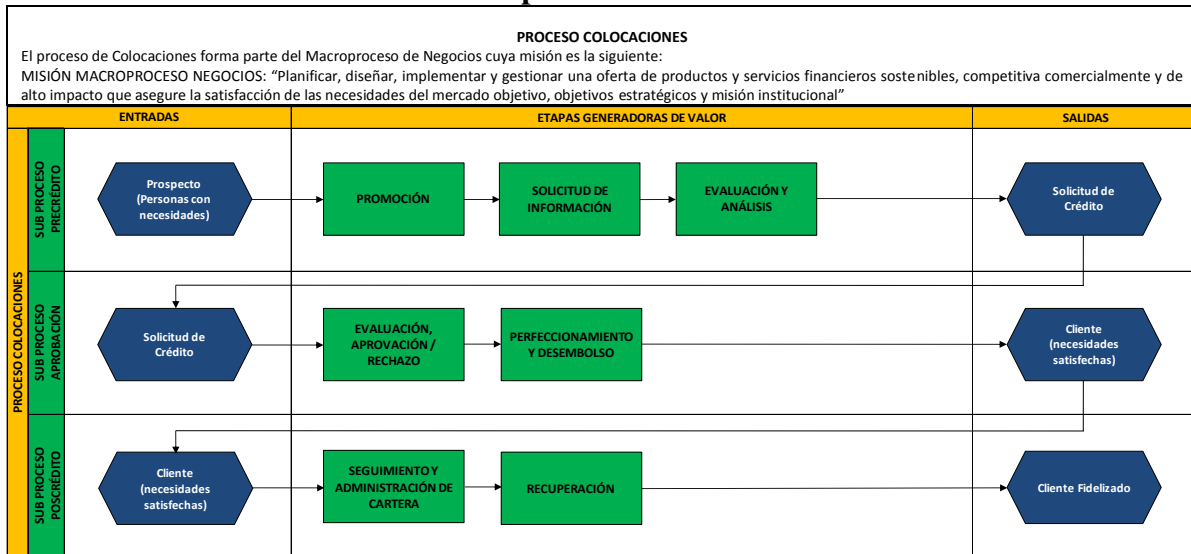 PROCESO COLOCACIONES
El proceso de Colocaciones forma parte del Macroproceso de Negocios cuya misión es la siguiente:
MISIÓN MACROPROCESO NEGOCIOS: “Planificar, diseñar, implementar y gestionar una oferta de productos y servicios financieros sostenibles, competitiva comercialmente y de
alto impacto que asegure la satisfacción de las necesidades del mercado objetivo, objetivos estratégicos y misión institucional”
ENTRADAS
ETAPAS GENERADORAS DE VALOR
SALIDAS
PROCESO COLOCACIONES
SUB PROCESO
PRECRÉDITO
Prospecto
(Personas con
necesidades)
PROMOCIÓN
SOLICITUD DE
INFORMACIÓN
EVALUACIÓN Y
ANÁLISIS
Solicitud de
Crédito
SUB PROCESO
APROBACIÓN
Solicitud de
Crédito
EVALUACIÓN,
APROVACIÓN /
RECHAZO
PERFECCIONAMIENTO
Y DESEMBOLSO
Cliente
(necesidades
satisfechas)
SUB PROCESO
POSCRÉDITO
Cliente
(necesidades
satisfechas)
SEGUIMIENTO Y
ADMINISTRACIÓN DE
CARTERA
RECUPERACIÓN
Cliente Fidelizado